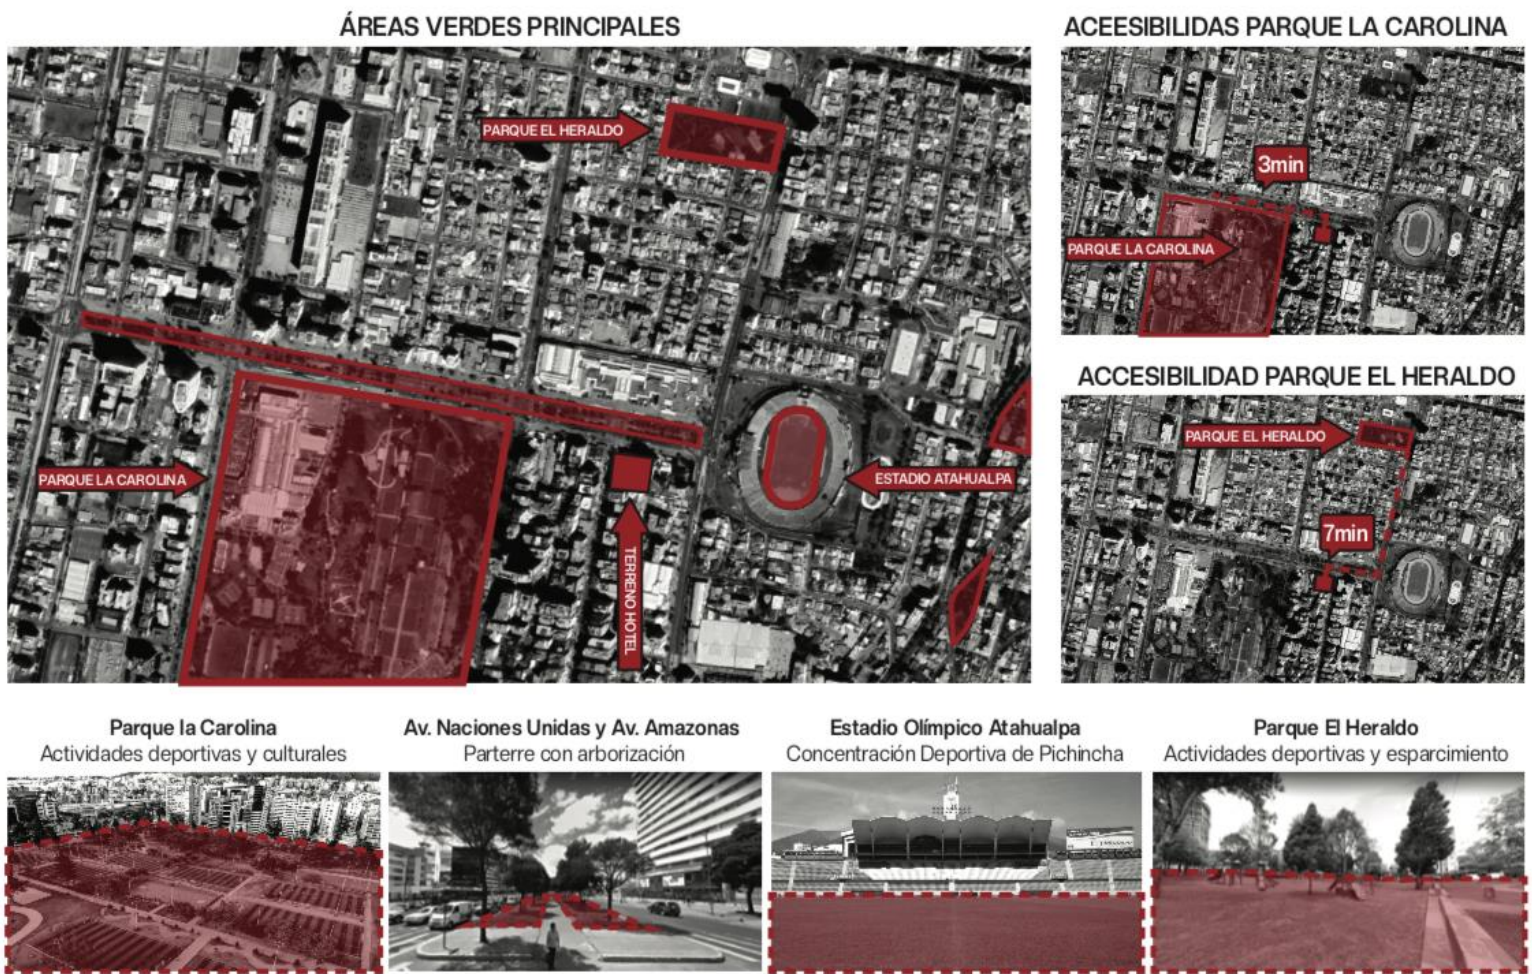 ÁREAS VERDES PRINCIPALES
PARQUE EL HERALDO
PARQUE LA CAROLINA
TERRENO HOTEL
ESTADIO ATAHUALPA
ACEESIBILIDAS PARQUE LA CAROLINA
3min
PARQUE LA CAROLINA
ACCESIBILIDAD PARQUE EL HERALDO
PARQUE EL HERALDO
7min
Parque la Carolina
Actividades deportivas y culturales
Av. Naciones Unidas y Av. Amazonas
Parterre con arborización
Estadio Olímpico Atahualpa
Concentración Deportiva de Pichincha
Parque El Heraldo
Actividades deportivas y esparcimiento